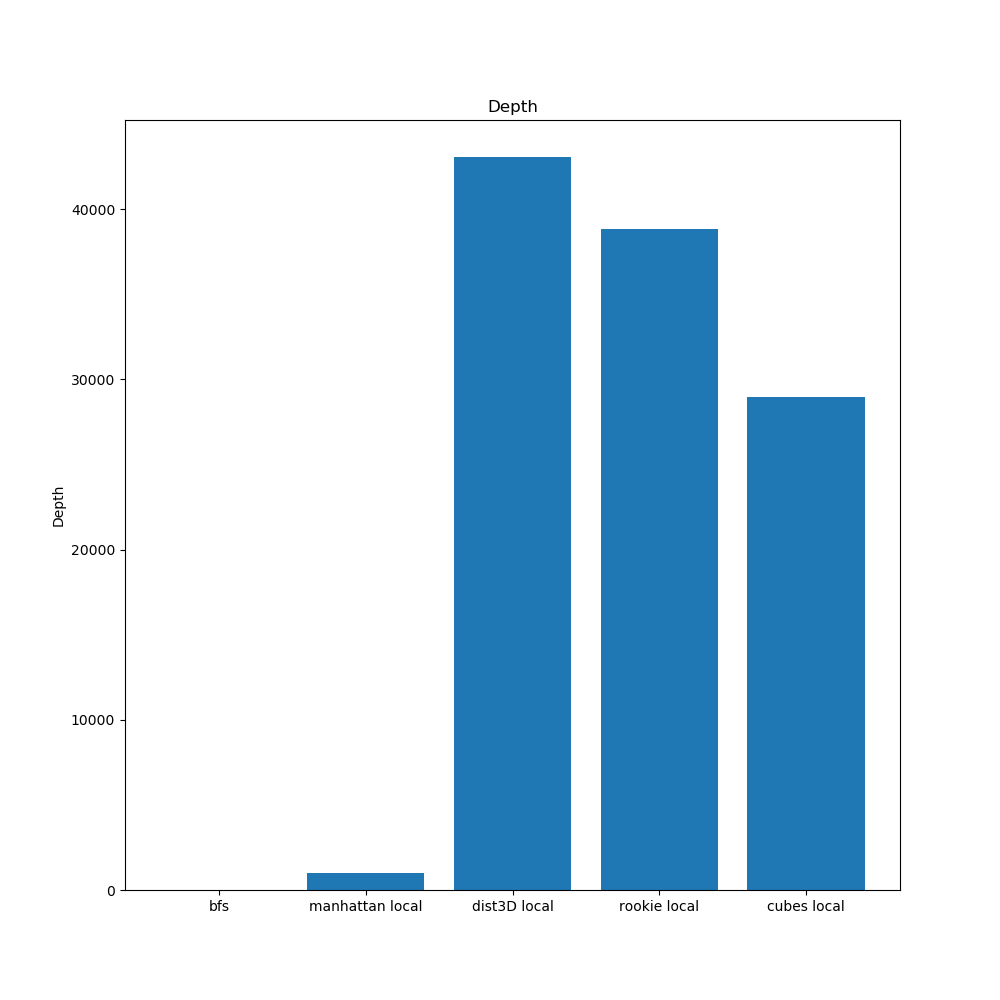 Depth
40000
30000
20000
10000
0
Depth
bfs
manhattan local
dist3D local
rookie local
cubes local